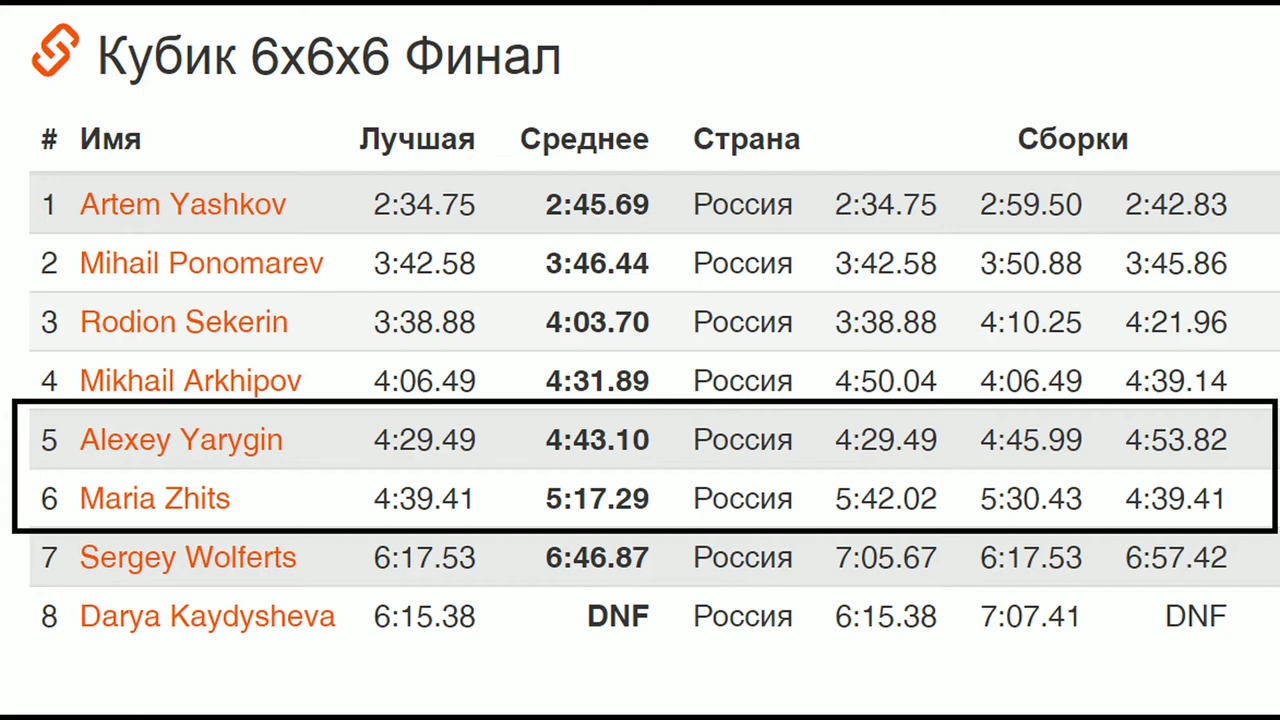 Кубик 6x6x6 Финал
# Имя Лучшая Среднее Страна Сборки
1 Artem Yashkov 2:34.75 2:45.69 Россия 2:34.75 2:59.50 2:42.83
2 Mihail Ponomarev 3:42.58 3:46.44 Россия 3:42.58 3:50.88 3:45.86
3 Rodion Sekerin 3:38.88 4:03.70 Россия 3:38.88 4:10.25 4:21.96
4 Mikhail Arkhipov 4:06.49 4:31.89 Россия 4:50.04 4:06.49 4:39.14
5 Alexey Yarygin 4:29.49 4:43.10 Россия 4:29.49 4:45.99 4:53.82
6 Maria Zhits 4:39.41 5:17.29 Россия 5:42.02 5:30.43 4:39.41
7 Sergey Wolferts 6:17.53 6:46.87 Россия 7:05.67 6:17.53 6:57.42
8 Darya Kaydysheva 6:15.38 DNF Россия 6:15.38 7:07.41 DNF